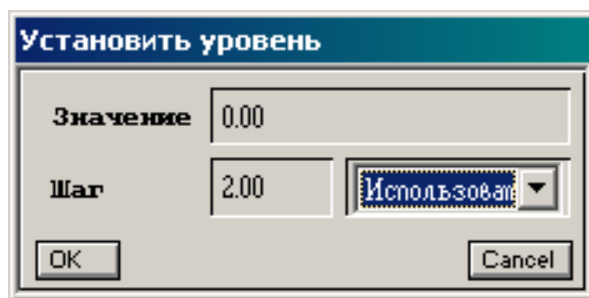 Установить уровень
Значение 0.00
Шаг 2.00 Использоват
OK Cancel